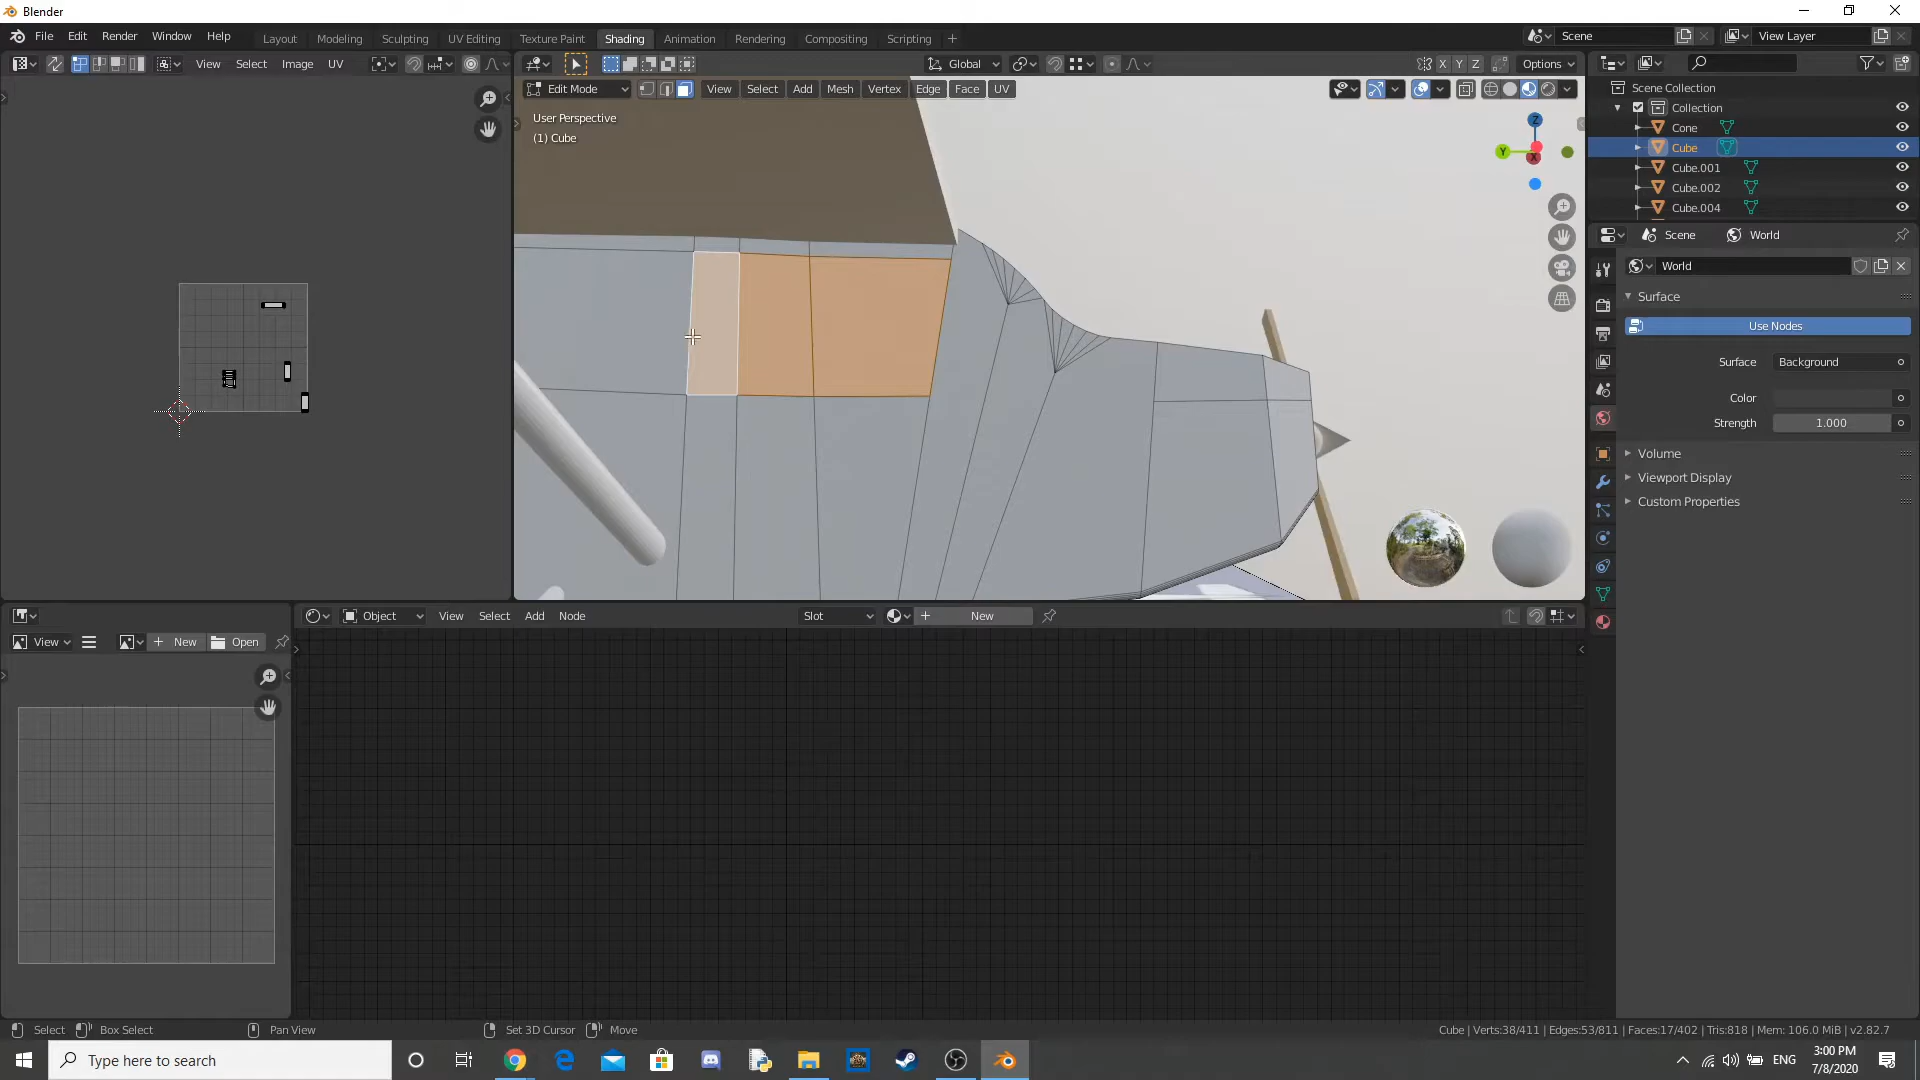 Blender
File Edit Render Window Help Layout Modeling Sculpting UV Editing Texture Paint Shading Animation Rendering Compositing Scripting + Scene View Layer
View Select Image UV Global X Y Z Options
Edit Mode View Select Add Mesh Vertex Edge Face UV
User Perspective
(1) Cube
Z
Y
X
Scene Collection
Collection
Cone
Cube
Cube.001
Cube.002
Cube.004
Scene World
World
Surface
Use Nodes
Surface Background
Color
Strength 1.000
Volume
Viewport Display
Custom Properties
Object View Select Add Node Slot + New
View + New Open
Select Box Select Pan View Set 3D Cursor Move Cube | Verts:38/411 | Edges:53/811 | Faces:17/402 | Tris:818 | Mem: 106.0 MiB | v2.82.7
Type here to search ENG
3:00 PM
7/8/2020